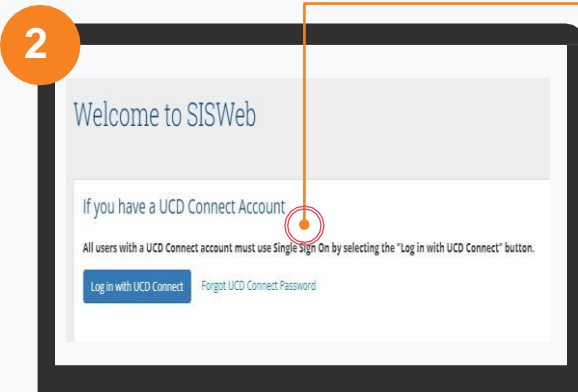 2
Welcome to SISWeb
If you have a UCD Connect Account
All users with a UCD Connect account must use Single Sign On by selecting the "Log in with UCD Connect" button.
Log in with UCD Connect Forgot UCD Connect Password